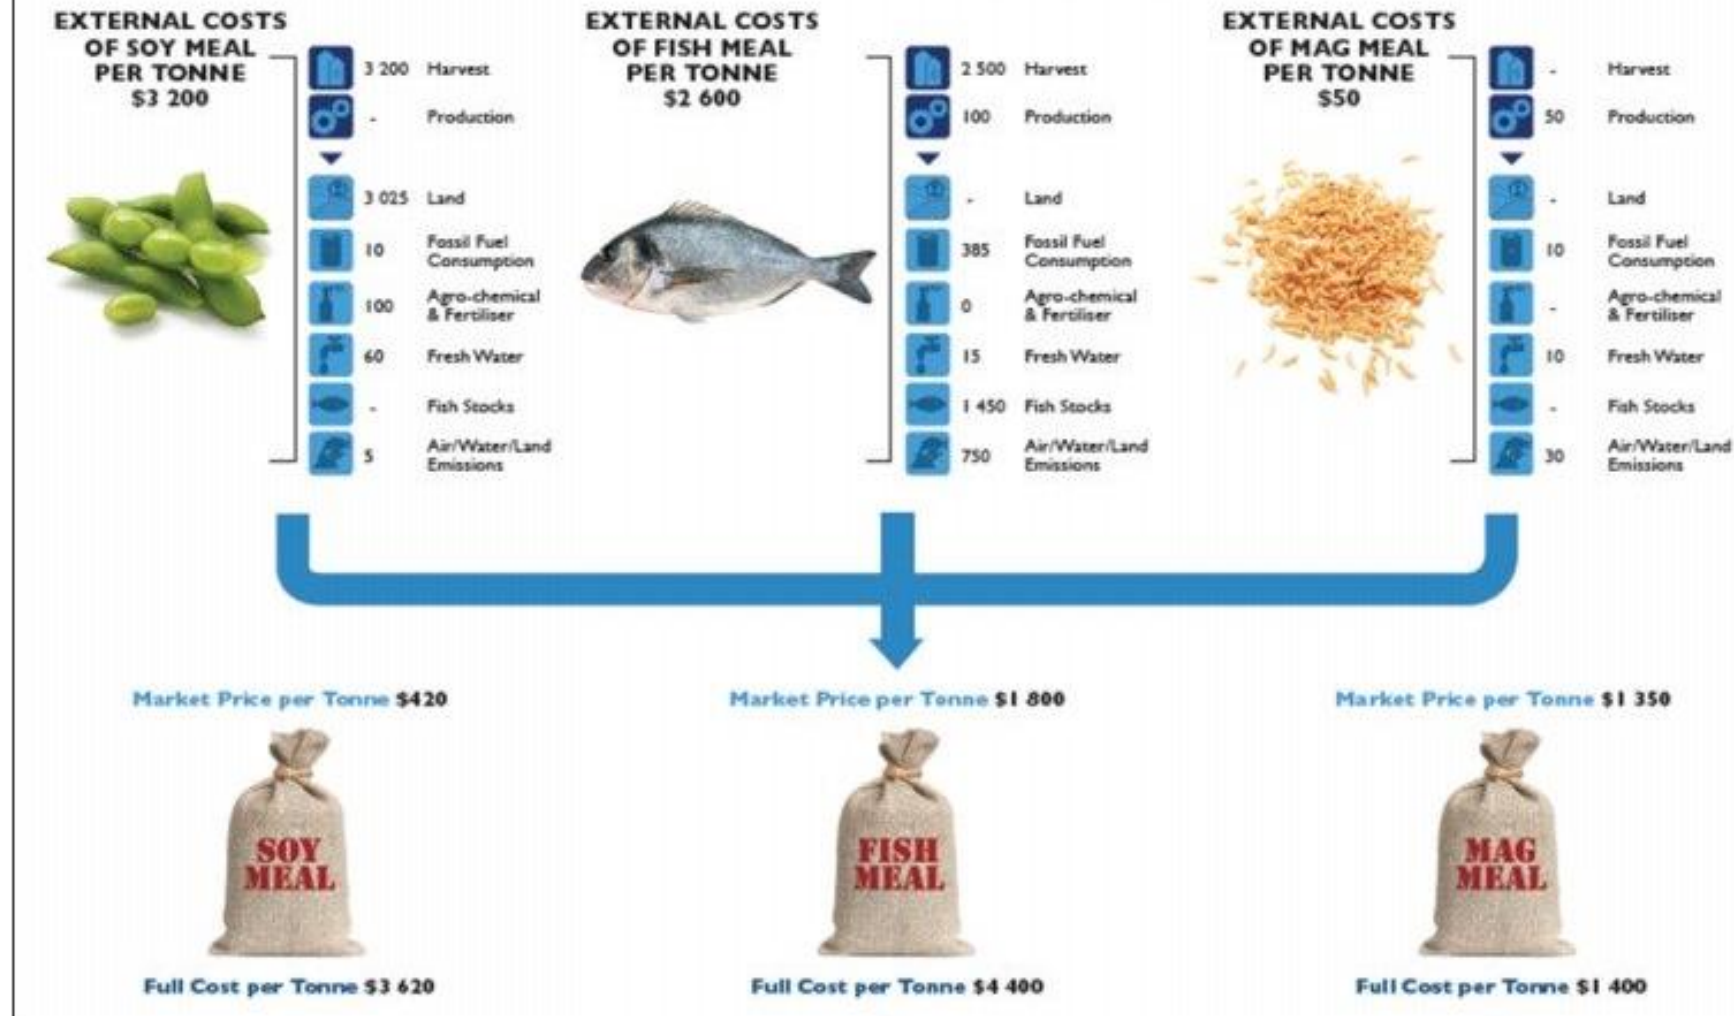 EXTERNAL COSTS
OF SOY MEAL
PER TONNE
$3 200
3 200 Harvest
- Production
3 025 Land
10 Fossil Fuel
Consumption
100 Agro-chemical
& Fertiliser
60 Fresh Water
- Fish Stocks
5 Air/Water/Land
Emissions
EXTERNAL COSTS
OF FISH MEAL
PER TONNE
$2 600
2 500 Harvest
100 Production
- Land
385 Fossil Fuel
Consumption
0 Agro-chemical
& Fertiliser
15 Fresh Water
1 450 Fish Stocks
750 Air/Water/Land
Emissions
EXTERNAL COSTS
OF MAG MEAL
PER TONNE
$50
- Harvest
50 Production
- Land
10 Fossil Fuel
Consumption
- Agro-chemical
& Fertiliser
10 Fresh Water
- Fish Stocks
30 Air/Water/Land
Emissions
Market Price per Tonne $420
Market Price per Tonne $1 800
Market Price per Tonne $1 350
SOY
MEAL
FISH
MEAL
MAG
MEAL
Full Cost per Tonne $3 620
Full Cost per Tonne $4 400
Full Cost per Tonne $1 400